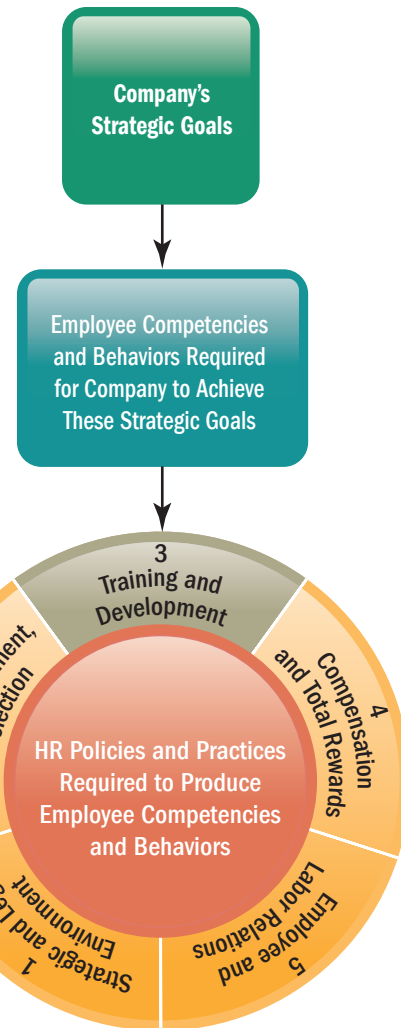 Company's
Strategic Goals
Employee Competencies
and Behaviors Required
for Company to Achieve
These Strategic Goals
3
Training and
Development
4
Compensation
and Total Rewards
5
Employee and
Labor Relations
1
Strategic and
Environment
HR Policies and Practices
Required to Produce
Employee Competencies
and Behaviors